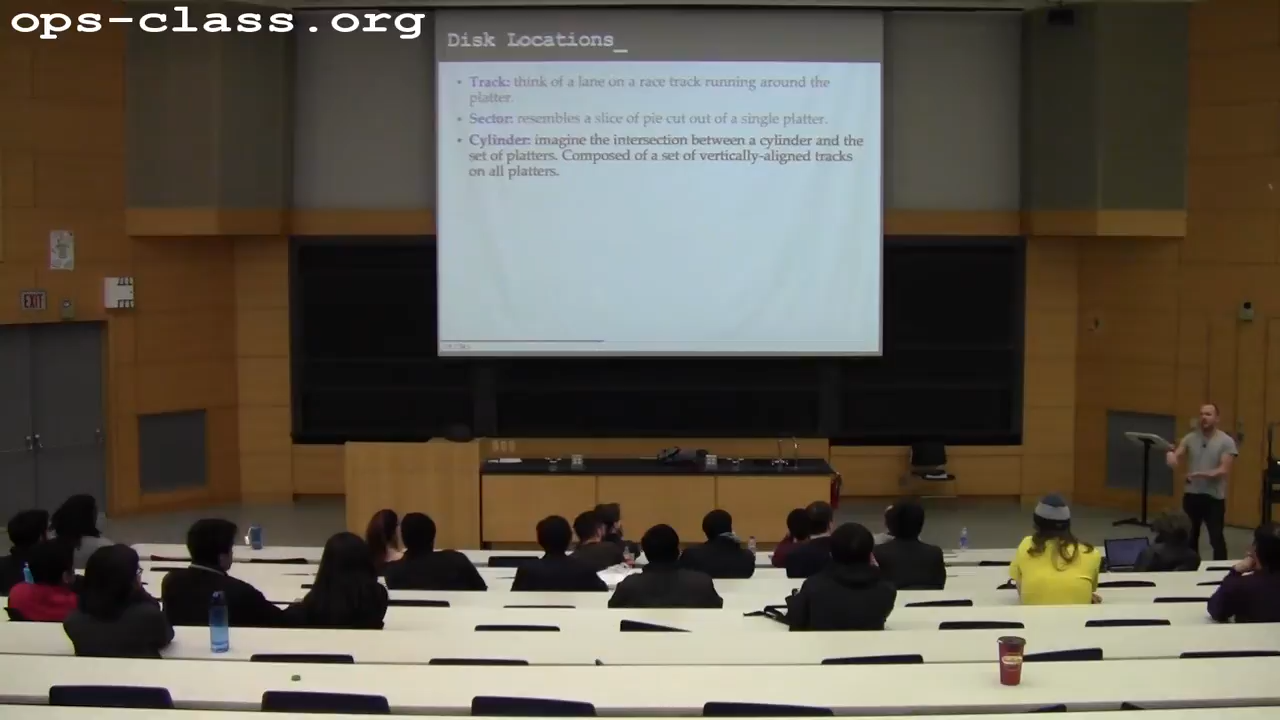 ops-class.org
Disk Locations_
• Track: think of a lane on a race track running around the
platter.
• Sector: resembles a slice of pie cut out of a single platter.
• Cylinder: imagine the intersection between a cylinder and the
set of platters. Composed of a set of vertically-aligned tracks
on all platters.
EXIT